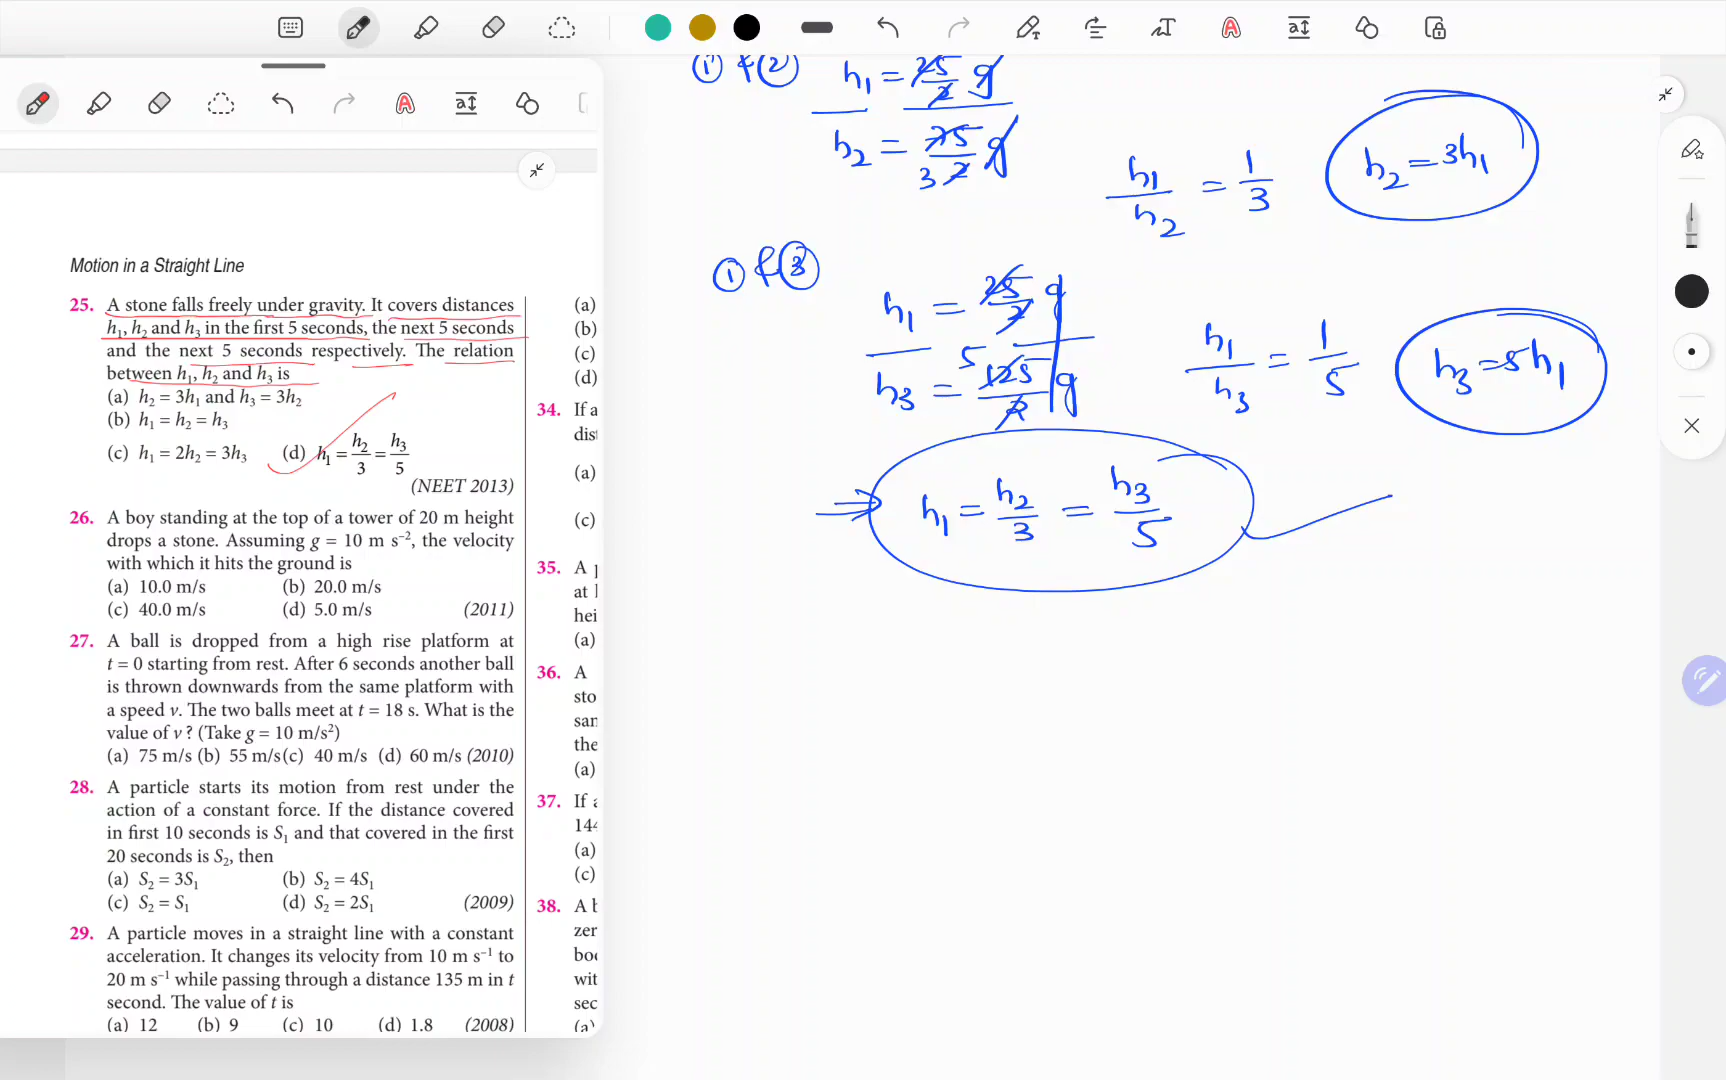 Motion in a Straight Line
25. A stone falls freely under gravity. It covers distances
h₁, h₂ and h₃ in the first 5 seconds, the next 5 seconds
and the next 5 seconds respectively. The relation
between h₁, h₂ and h₃ is
(a) h₂ = 3h₁ and h₃ = 3h₂
(b) h₁ = h₂ = h₃
(c) h₁ = 2h₂ = 3h₃ (d) h₁ = h₂/3 = h₃/5
(NEET 2013)
26. A boy standing at the top of a tower of 20 m height
drops a stone. Assuming g = 10 m s⁻², the velocity
with which it hits the ground is
(a) 10.0 m/s (b) 20.0 m/s
(c) 40.0 m/s (d) 5.0 m/s (2011)
27. A ball is dropped from a high rise platform at
t = 0 starting from rest. After 6 seconds another ball
is thrown downwards from the same platform with
a speed v. The two balls meet at t = 18 s. What is the
value of v? (Take g = 10 m/s²)
(a) 75 m/s (b) 55 m/s (c) 40 m/s (d) 60 m/s (2010)
28. A particle starts its motion from rest under the
action of a constant force. If the distance covered
in first 10 seconds is S₁ and that covered in the first
20 seconds is S₂, then
(a) S₂ = 3S₁ (b) S₂ = 4S₁
(c) S₂ = S₁ (d) S₂ = 2S₁ (2009)
29. A particle moves in a straight line with a constant
acceleration. It changes its velocity from 10 m s⁻¹ to
20 m s⁻¹ while passing through a distance 135 m in t
second. The value of t is
(a) 12 (b) 9 (c) 10 (d) 1.8 (2008)
(a)
(b)
(c)
(d)
34. If a
(a)
(c)
35. A
at
hei
(a)
36. A
sto
san
the
(a)
37. If
144
(a)
(c)
38. A
zer
wit
sec
① & ②
h₁ = 25/2 g
h₂ = 75/2 g
3
h₁/h₂ = 1/3
h₂ = 3h₁
① & ③
h₁ = 25/2 g
5
h₃ = 125/2 g
h₁/h₃ = 1/5
h₃ = 5h₁
⇒ h₁ = h₂/3 = h₃/5